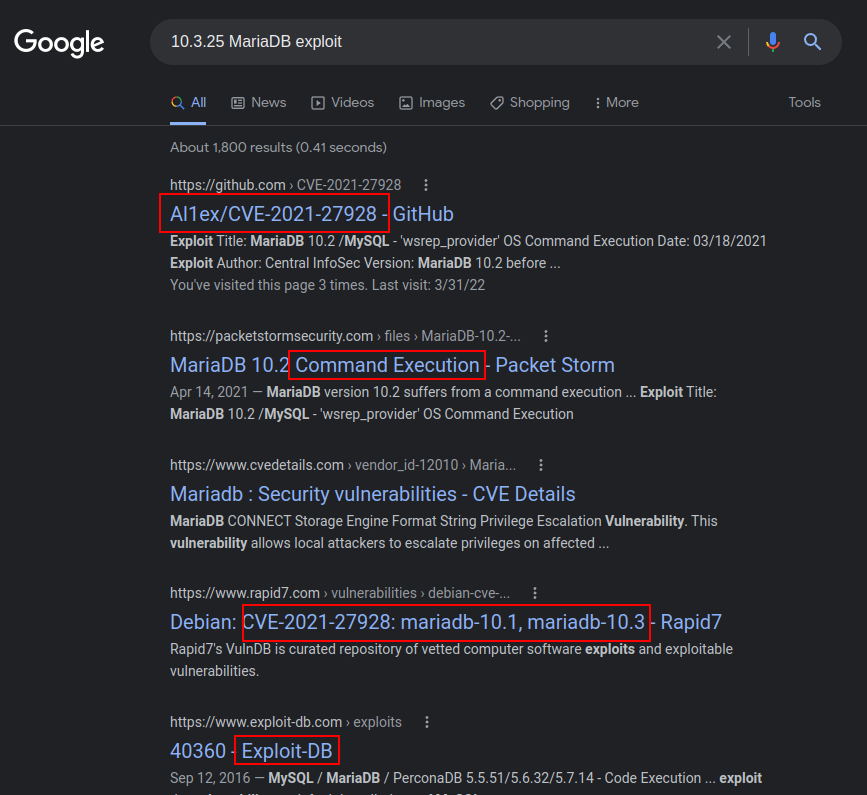 Google
10.3.25 MariaDB exploit
All News Videos Images Shopping More Tools
About 1,800 results (0.41 seconds)
https://github.com › CVE-2021-27928
Al1ex/CVE-2021-27928 - GitHub
Exploit Title: MariaDB 10.2 /MySQL - 'wsrep_provider' OS Command Execution Date: 03/18/2021
Exploit Author: Central InfoSec Version: MariaDB 10.2 before ...
You've visited this page 3 times. Last visit: 3/31/22
https://packetstormsecurity.com › files › MariaDB-10.2-...
MariaDB 10.2 Command Execution - Packet Storm
Apr 14, 2021 — MariaDB version 10.2 suffers from a command execution ... Exploit Title:
MariaDB 10.2 /MySQL - 'wsrep_provider' OS Command Execution
https://www.cvedetails.com › vendor_id-12010 › Maria...
Mariadb : Security vulnerabilities - CVE Details
MariaDB CONNECT Storage Engine Format String Privilege Escalation Vulnerability. This
vulnerability allows local attackers to escalate privileges on affected ...
https://www.rapid7.com › vulnerabilities › debian-cve-...
Debian: CVE-2021-27928: mariadb-10.1, mariadb-10.3 - Rapid7
Rapid7's VulnDB is curated repository of vetted computer software exploits and exploitable
vulnerabilities.
https://www.exploit-db.com › exploits
40360 - Exploit-DB
Sep 12, 2016 — MySQL / MariaDB / PerconaDB 5.5.51/5.6.32/5.7.14 - Code Execution ... exploit